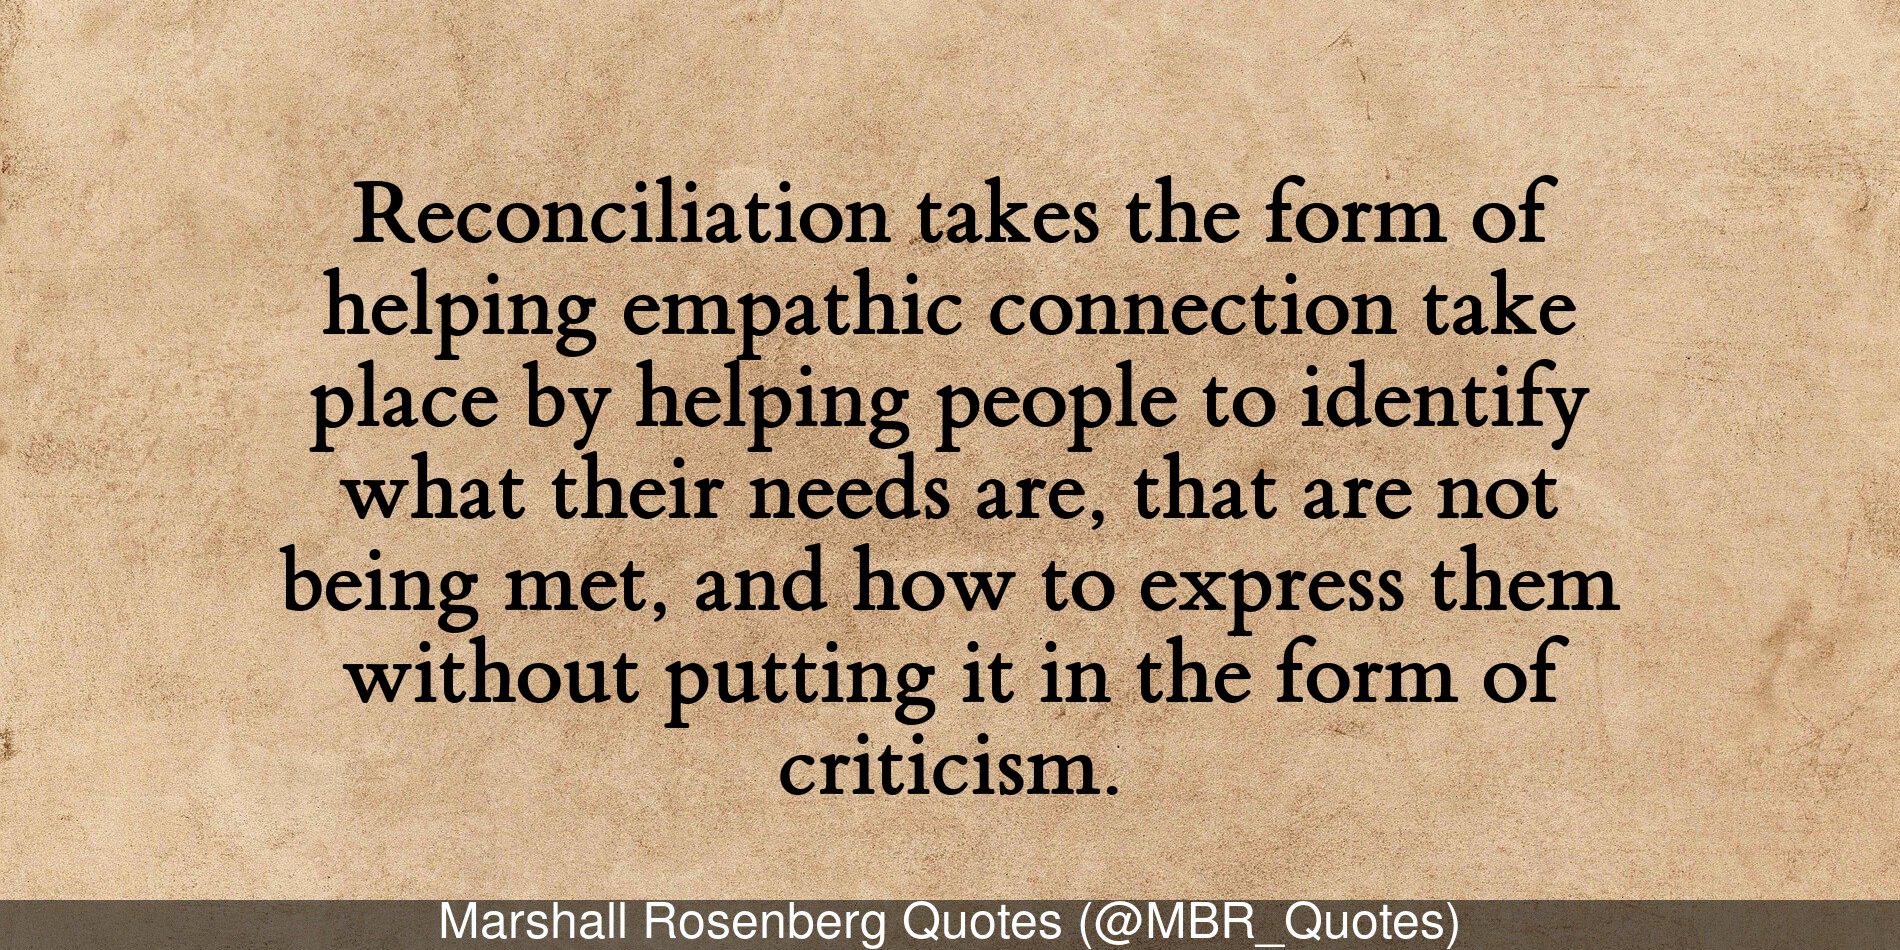 Reconciliation takes the form of
helping empathic connection take
place by helping people to identify
what their needs are, that are not
being met, and how to express them
without putting it in the form of
criticism.
Marshall Rosenberg Quotes (@MBR_Quotes)